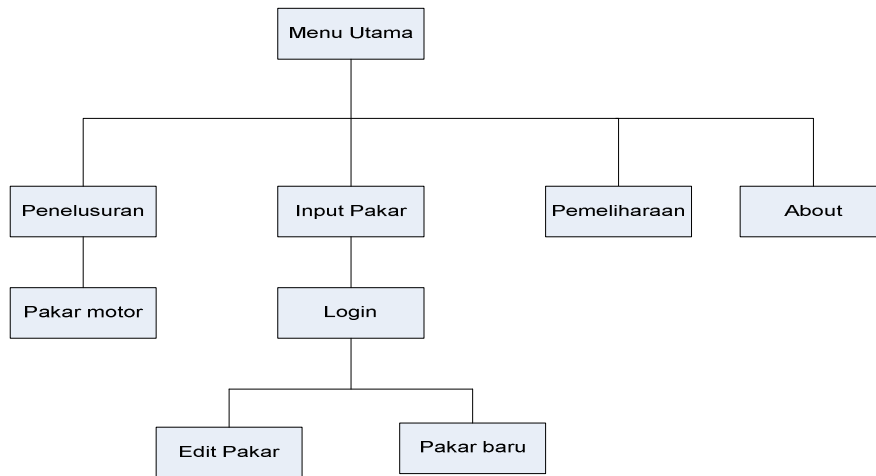 Menu Utama
Penelusuran
Input Pakar
Pemeliharaan
About
Pakar motor
Login
Edit Pakar
Pakar baru